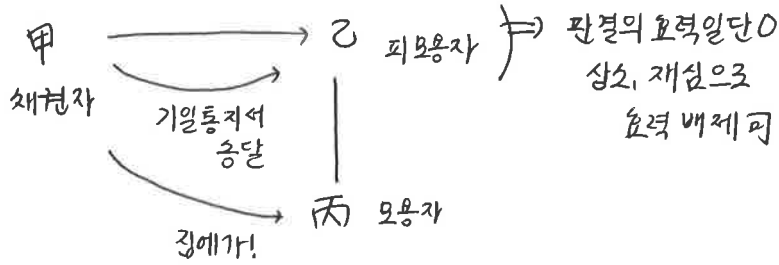 甲 → 乙 피모용자 ⇒ 판결의 효력일단 O
채권자
상소, 재심으로
효력 배제 可
기일통지서
송달
丙 모용자
집에가!